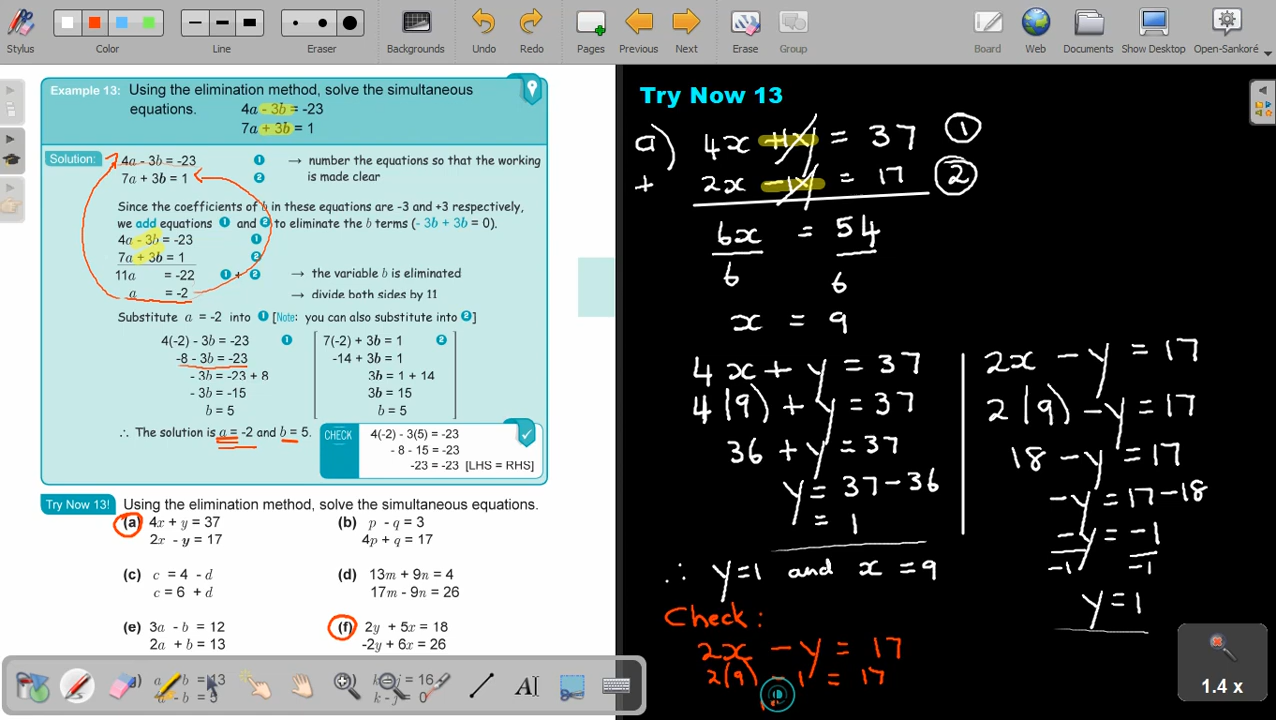 Stylus
Color
Line
Eraser
Backgrounds
Undo
Redo
Pages
Previous
Next
Erase
Group
Board
Web
Documents
Show Desktop
Open-Sankoré
Example 13: Using the elimination method, solve the simultaneous
equations. 4a - 3b = -23
7a + 3b = 1
Solution:
4a - 3b = -23 1 → number the equations so that the working
7a + 3b = 1 2 is made clear
Since the coefficients of b in these equations are -3 and +3 respectively,
we add equations 1 and 2 to eliminate the b terms (- 3b + 3b = 0).
4a - 3b = -23 1
7a + 3b = 1 2
11a = -22 1 + 2 → the variable b is eliminated
a = -2 → divide both sides by 11
Substitute a = -2 into 1 [Note: you can also substitute into 2]
4(-2) - 3b = -23 1
-8 - 3b = -23
- 3b = -23 + 8
- 3b = -15
b = 5
7(-2) + 3b = 1 2
-14 + 3b = 1
3b = 1 + 14
3b = 15
b = 5
∴ The solution is a = -2 and b = 5.
CHECK
4(-2) - 3(5) = -23
- 8 - 15 = -23
-23 = -23 [LHS = RHS]
Try Now 13! Using the elimination method, solve the simultaneous equations.
(a) 4x + y = 37
2x - y = 17
(b) p - q = 3
4p + q = 17
(c) c = 4 - d
c = 6 + d
(d) 13m + 9n = 4
17m - 9n = 26
(e) 3a - b = 12
2a + b = 13
(f) 2y + 5x = 18
-2y + 6x = 26
Try Now 13
a) 4x +1y = 37 1
+ 2x -1y = 17 2
6x = 54
6 6
x = 9
4x + y = 37
4(9) + y = 37
36 + y = 37
y = 37 - 36
= 1
2x - y = 17
2(9) - y = 17
18 - y = 17
-y = 17 - 18
-y = -1
-1 -1
y = 1
∴ y = 1 and x = 9
Check:
2x - y = 17
2(9) - 1 = 17
1.4 x